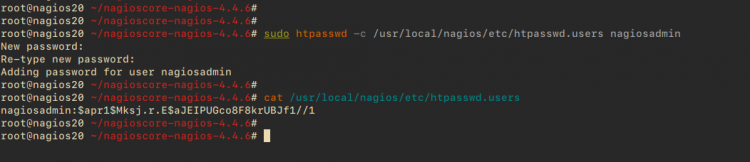 root@nagios20 ~/nagioscore-nagios-4.4.6#
root@nagios20 ~/nagioscore-nagios-4.4.6#
root@nagios20 ~/nagioscore-nagios-4.4.6# sudo htpasswd -c /usr/local/nagios/etc/htpasswd.users nagiosadmin
New password:
Re-type new password:
Adding password for user nagiosadmin
root@nagios20 ~/nagioscore-nagios-4.4.6#
root@nagios20 ~/nagioscore-nagios-4.4.6# cat /usr/local/nagios/etc/htpasswd.users
nagiosadmin:$apr1$Mksj.r.E$aJEIPUGco8F8krUBJf1//1
root@nagios20 ~/nagioscore-nagios-4.4.6#
root@nagios20 ~/nagioscore-nagios-4.4.6#